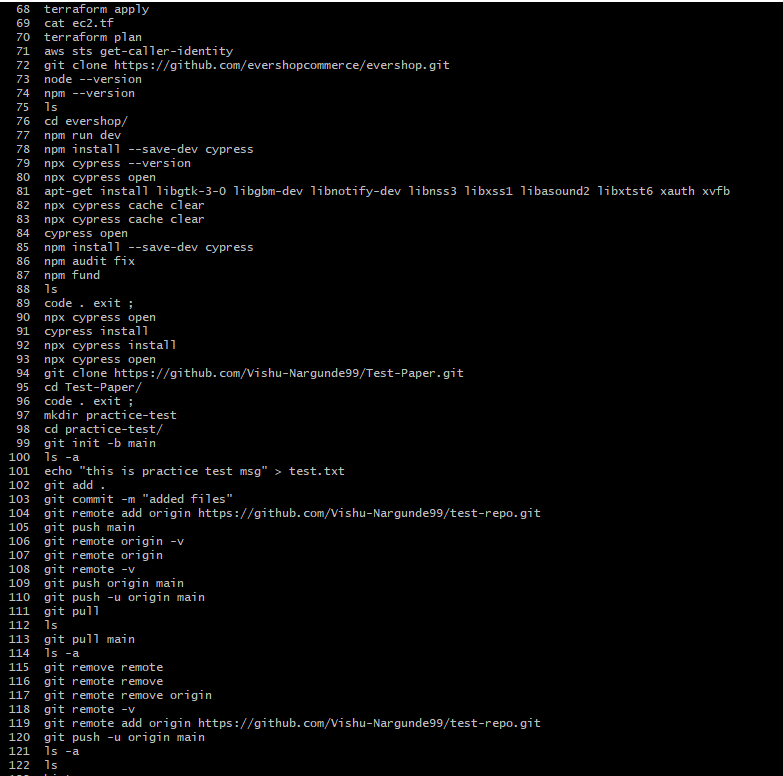 68 terraform apply
69 cat ec2.tf
70 terraform plan
71 aws sts get-caller-identity
72 git clone https://github.com/evershopcommerce/evershop.git
73 node --version
74 npm --version
75 ls
76 cd evershop/
77 npm run dev
78 npm install --save-dev cypress
79 npx cypress --version
80 npx cypress open
81 apt-get install libgtk-3-0 libgbm-dev libnotify-dev libnss3 libxss1 libasound2 libxtst6 xauth xvfb
82 npx cypress cache clear
83 npx cypress cache clear
84 cypress open
85 npm install --save-dev cypress
86 npm audit fix
87 npm fund
88 ls
89 code . exit ;
90 npx cypress open
91 cypress install
92 npx cypress install
93 npx cypress open
94 git clone https://github.com/Vishu-Nargunde99/Test-Paper.git
95 cd Test-Paper/
96 code . exit ;
97 mkdir practice-test
98 cd practice-test/
99 git init -b main
100 ls -a
101 echo "this is practice test msg" > test.txt
102 git add .
103 git commit -m "added files"
104 git remote add origin https://github.com/Vishu-Nargunde99/test-repo.git
105 git push main
106 git remote origin -v
107 git remote origin
108 git remote -v
109 git push origin main
110 git push -u origin main
111 git pull
112 ls
113 git pull main
114 ls -a
115 git remove remote
116 git remote remove
117 git remote remove origin
118 git remote -v
119 git remote add origin https://github.com/Vishu-Nargunde99/test-repo.git
120 git push -u origin main
121 ls -a
122 ls